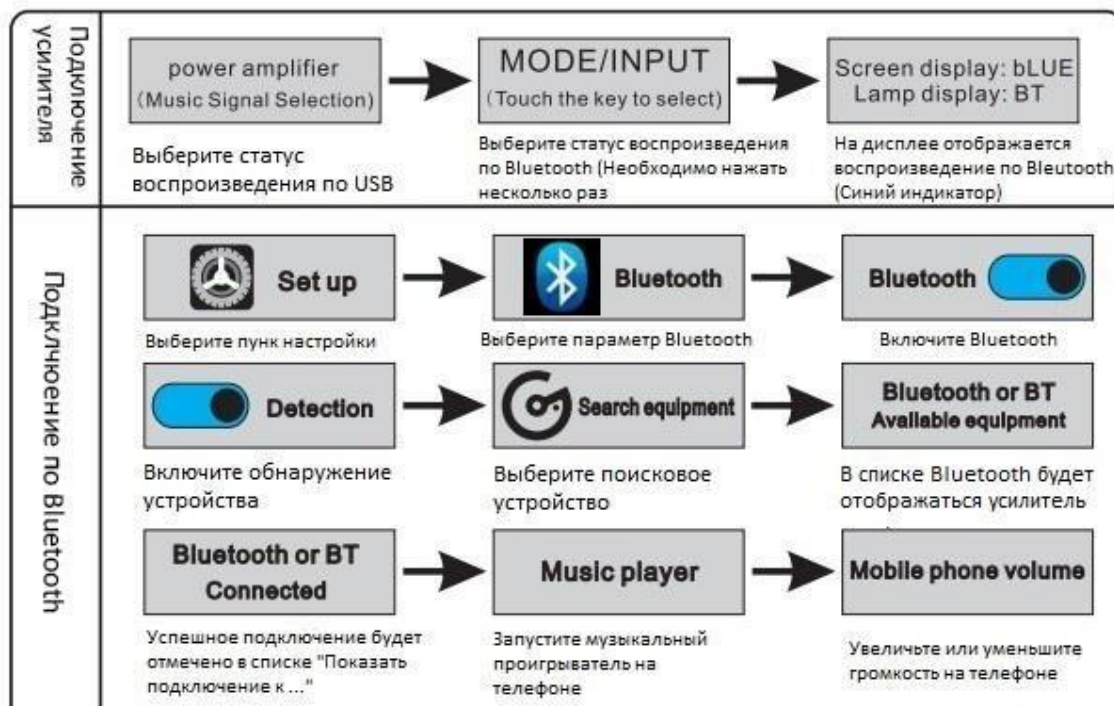 Подключение
усилителя
power amplifier
(Music Signal Selection)
Выберите статус
воспроизведения по USB
MODE/INPUT
(Touch the key to select)
Выберите статус воспроизведения
по Bluetooth (Необходимо нажать
несколько раз
Screen display: bLUE
Lamp display: BT
На дисплее отображается
воспроизведение по Bleutooth
(Синий индикатор)
Подклчюение по Bluetooth
Set up
Выберите пунк настройки
Bluetooth
Выберите параметр Bluetooth
Bluetooth
Включите Bluetooth
Detection
Включите обнаружение
устройства
Search equipment
Выберите поисковое
устройство
Bluetooth or BT
Available equipment
В списке Bluetooth будет
отображаться усилитель
Bluetooth or BT
Connected
Успешное подключение будет
отмечено в списке "Показать
подключение к ..."
Music player
Запустите музыкальный
проигрыватель на
телефоне
Mobile phone volume
Увеличьте или уменьшите
громкость на телефоне